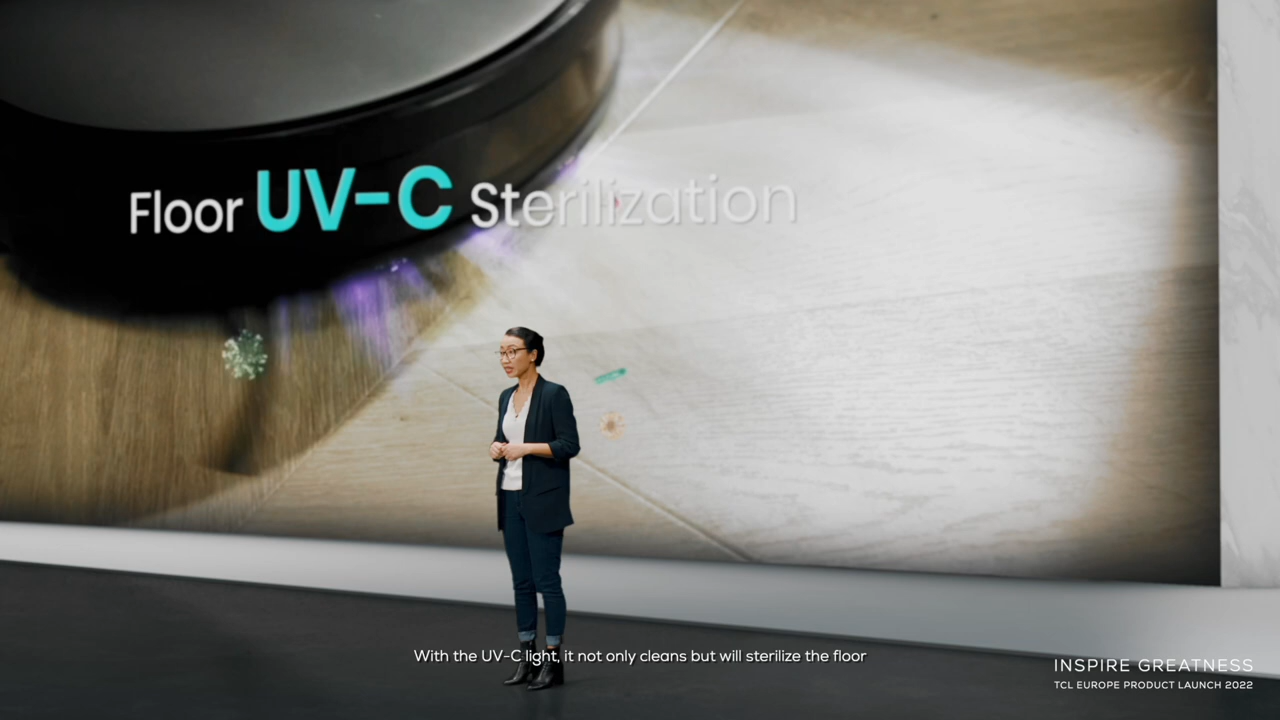 Floor UV-C Sterilization
With the UV-C light, it not only cleans but will sterilize the floor
INSPIRE GREATNESS
TCL EUROPE PRODUCT LAUNCH 2022